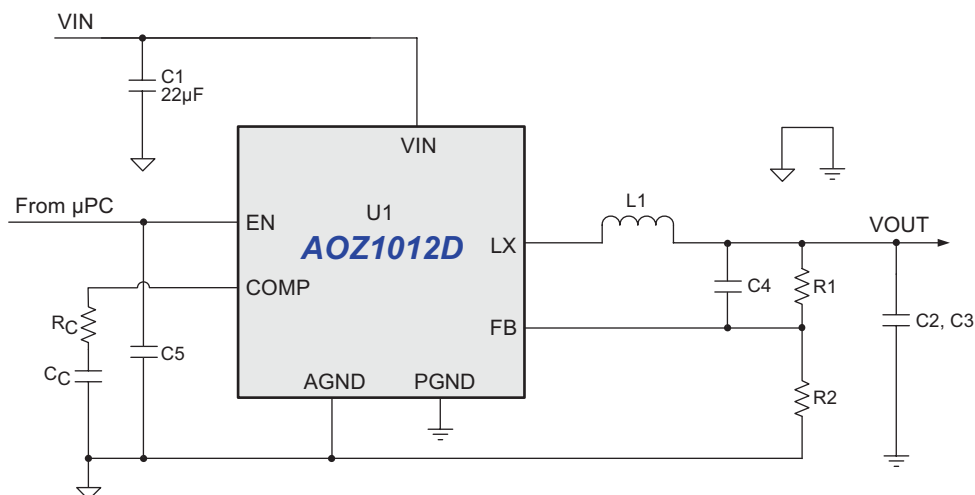 VIN
C1
22µF
VIN
From µPC
EN
U1
L1
VOUT
AOZ1012D
LX
COMP
C4
R1
RC
FB
C2, C3
C5
CC
AGND
PGND
R2